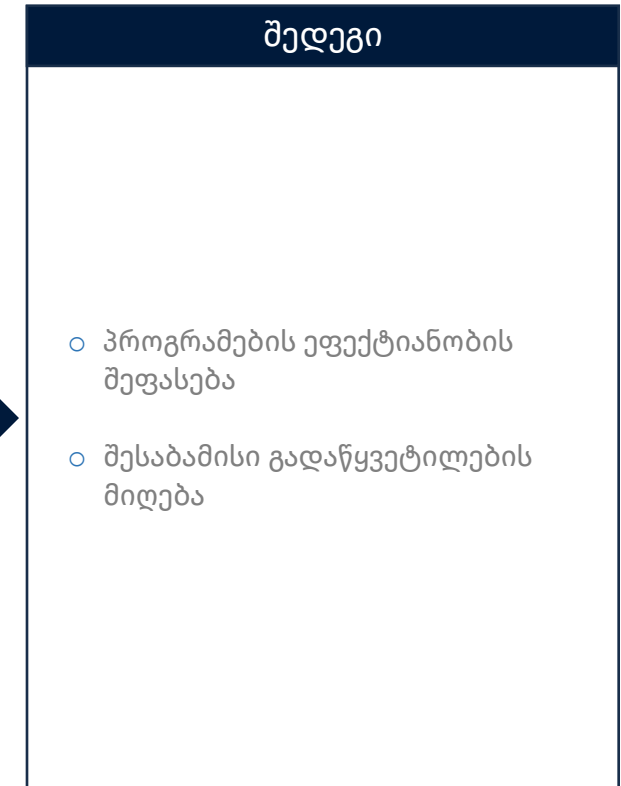 შედეგი
○ პროგრამების ეფექტიანობის
შეფასება
○ შესაბამისი გადაწყვეტილების
მიღება